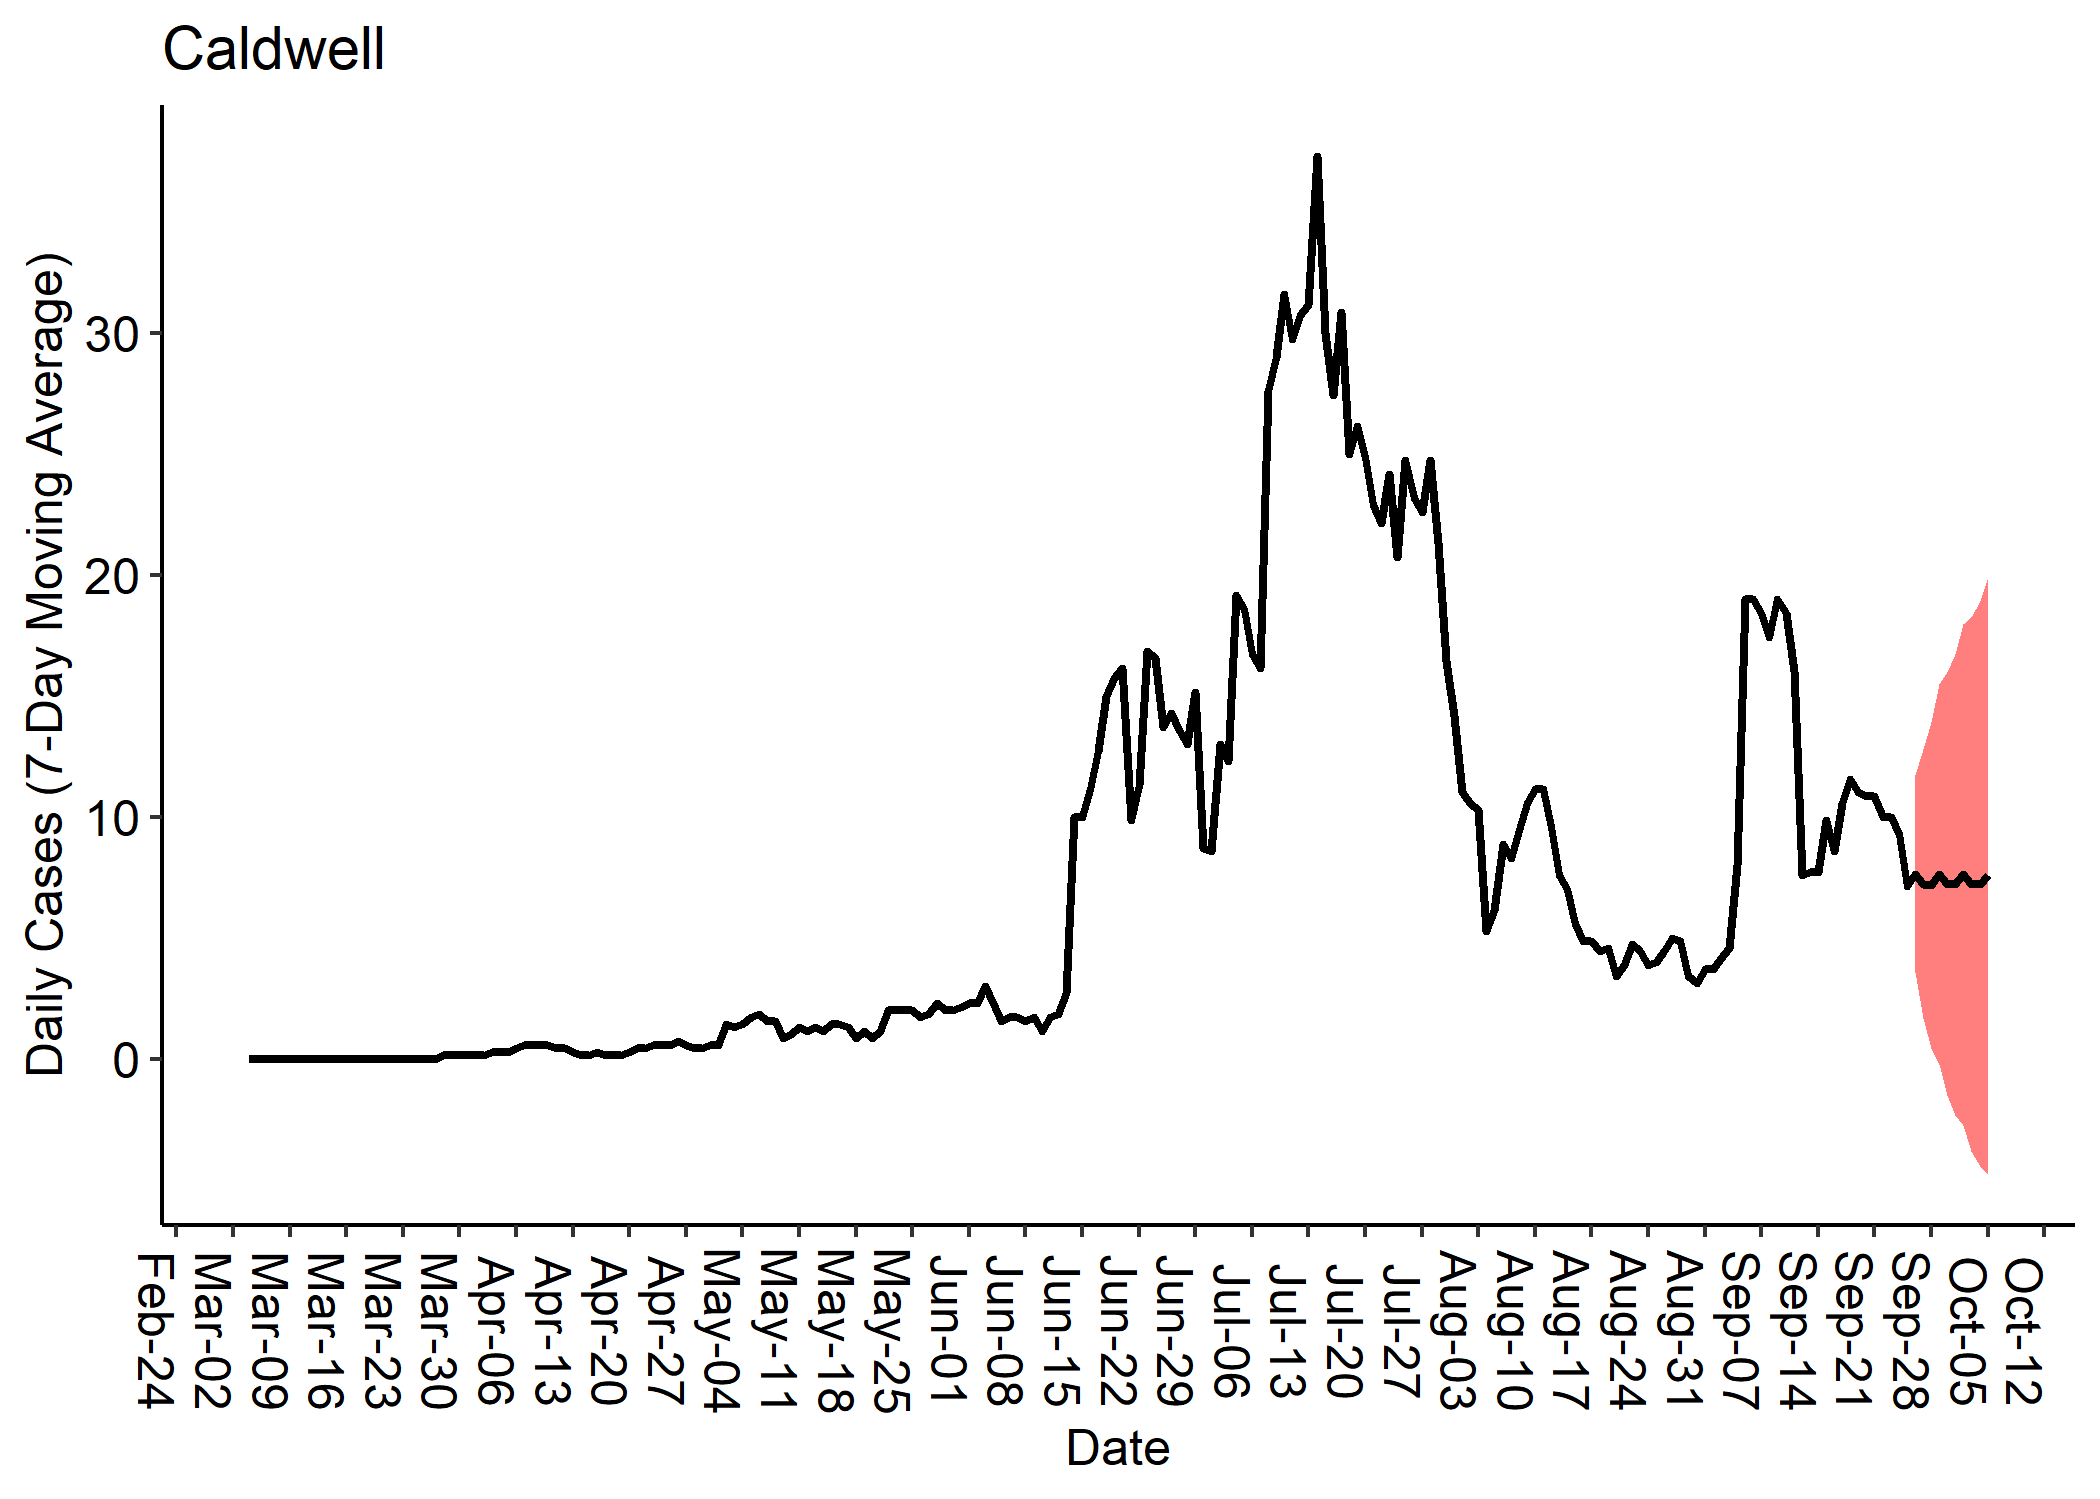 Caldwell
Daily Cases (7-Day Moving Average)
30
20
10
0
Feb-24
Mar-02
Mar-09
Mar-16
Mar-23
Mar-30
Apr-06
Apr-13
Apr-20
Apr-27
May-04
May-11
May-18
May-25
Jun-01
Jun-08
Jun-15
Jun-22
Jun-29
Jul-06
Jul-13
Jul-20
Jul-27
Aug-03
Aug-10
Aug-17
Aug-24
Aug-31
Sep-07
Sep-14
Sep-21
Sep-28
Oct-05
Oct-12
Date